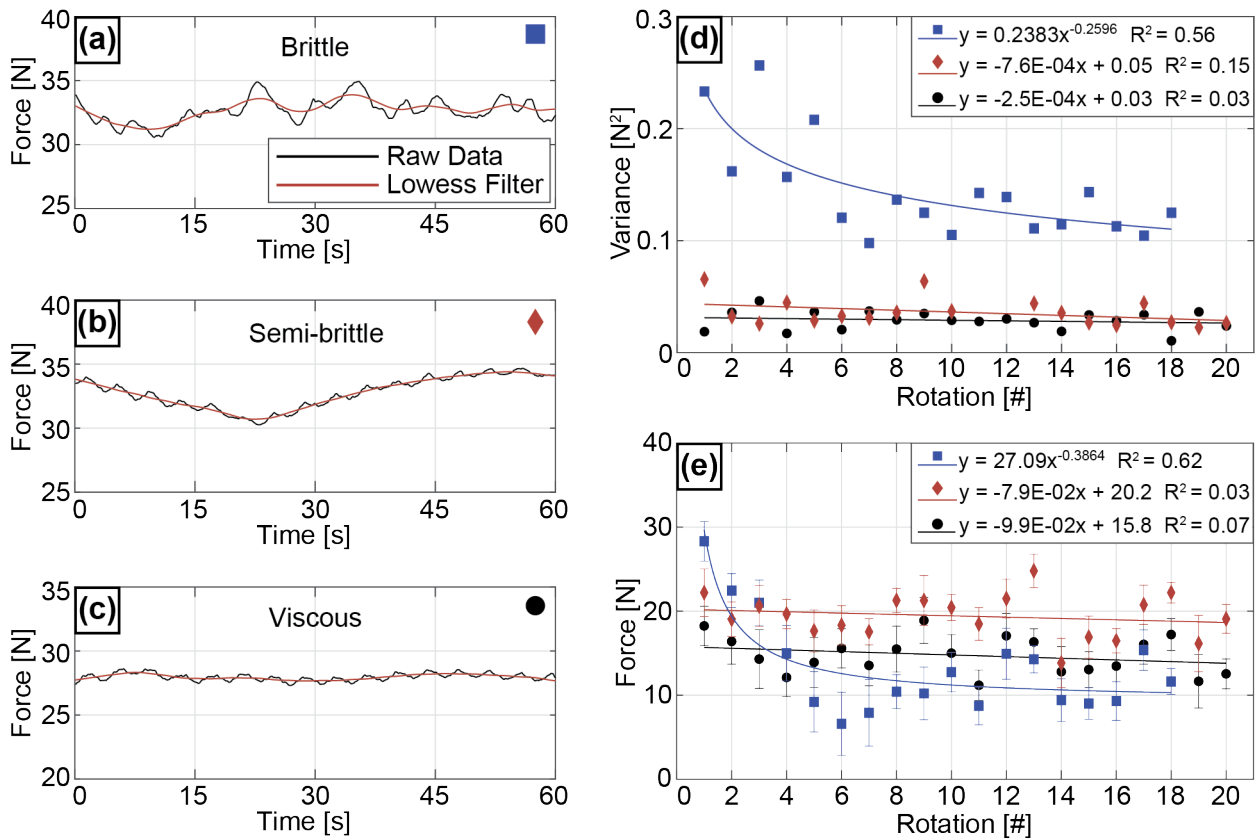 (a)
Brittle
Force [N]
40
35
30
25
Raw Data
Lowess Filter
0
15
30
45
60
Time [s]
(b)
Semi-brittle
Force [N]
40
35
30
25
0
15
30
45
60
Time [s]
(c)
Viscous
Force [N]
35
30
25
20
0
15
30
45
60
Time [s]
(d)
Variance [N²]
0.3
0.2
0.1
0
y = 0.2383x⁻⁰·²⁵⁹⁶ R² = 0.56
y = -7.6E-04x + 0.05 R² = 0.15
y = -2.5E-04x + 0.03 R² = 0.03
0
2
4
6
8
10
12
14
16
18
20
Rotation [#]
(e)
Force [N]
40
30
20
10
0
y = 27.09x⁻⁰·³⁸⁶⁴ R² = 0.62
y = -7.9E-02x + 20.2 R² = 0.03
y = -9.9E-02x + 15.8 R² = 0.07
0
2
4
6
8
10
12
14
16
18
20
Rotation [#]